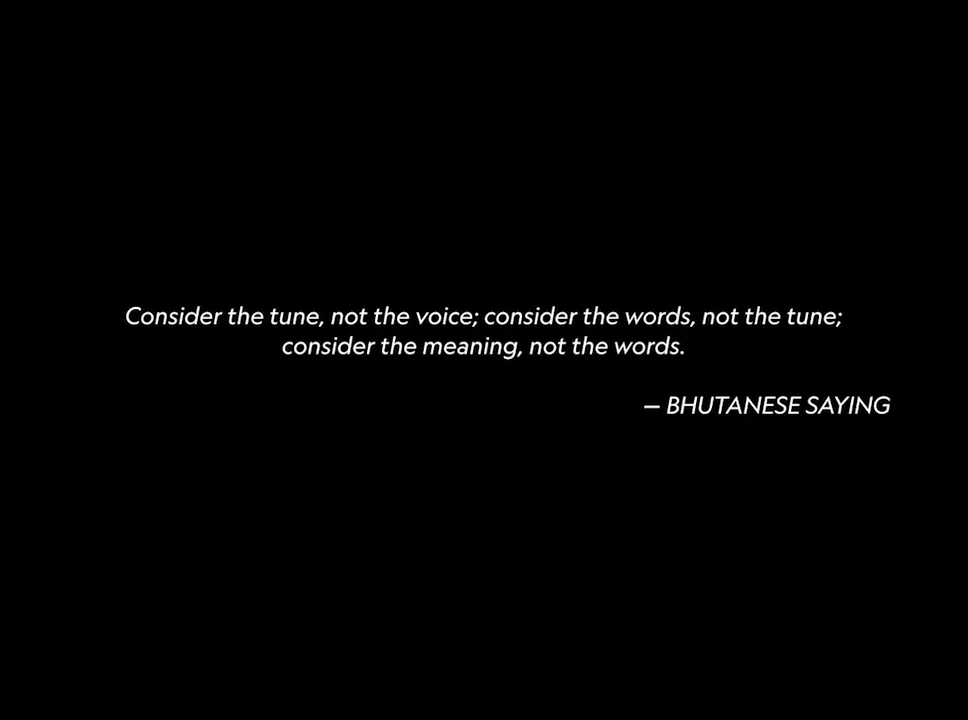 Consider the tune, not the voice; consider the words, not the tune;
consider the meaning, not the words.
– BHUTANESE SAYING